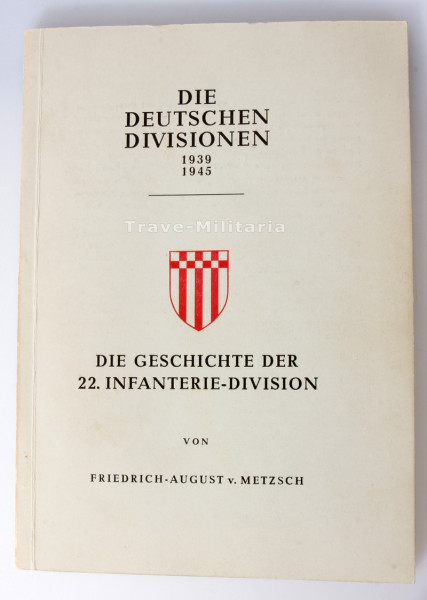 DIE
DEUTSCHEN
DIVISIONEN
1939
1945
Trave-Militaria
DIE GESCHICHTE DER
22. INFANTERIE-DIVISION
VON
FRIEDRICH-AUGUST v. METZSCH